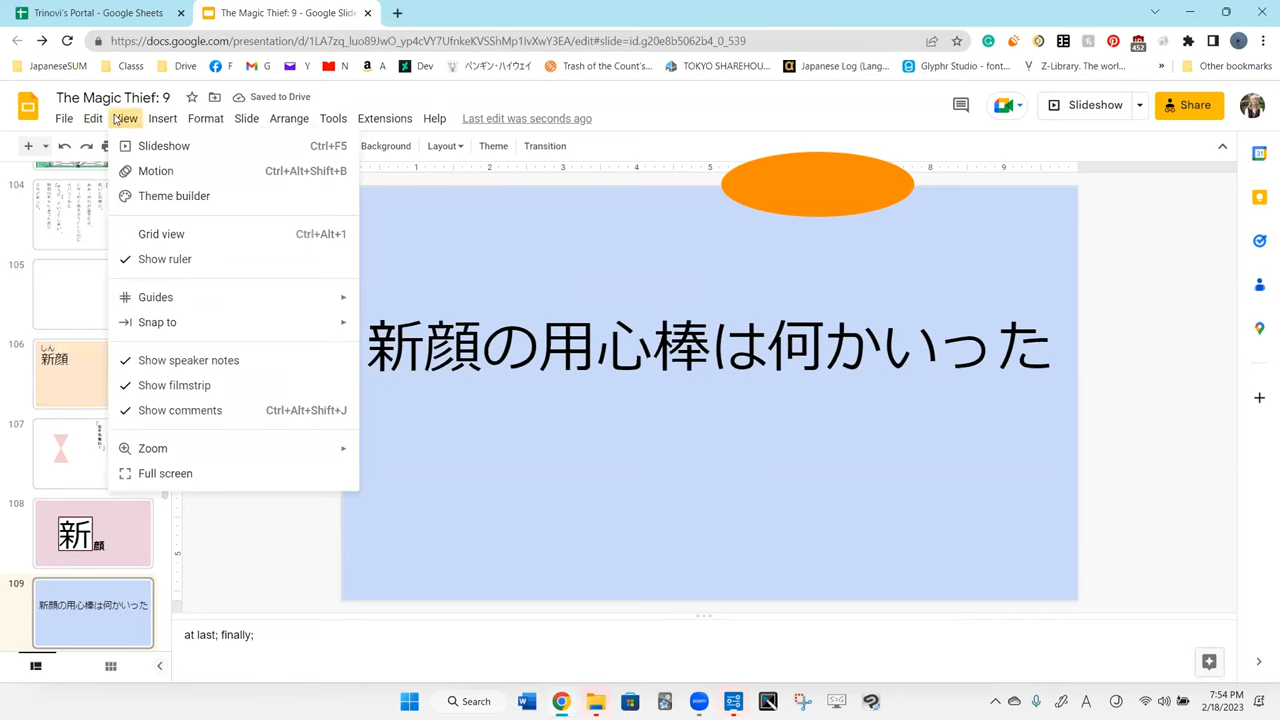 Trinovi's Portal - Google Sheets
The Magic Thief: 9 - Google Slide
https://docs.google.com/presentation/d/1LA7zq_luo89JwO_yp4cVY7UfnkeKVSShMp1IvXwY3EA/edit#slide=id.g20e8b5062b4_0_539
452
JapaneseSUM
Classs
Drive
F
G
Y
N
A
Dev
ペンギン・ハイウェイ
Trash of the Count's...
TOKYO SHAREHOU...
Japanese Log (Lang...
Glyphr Studio - font...
Z-Library. The worl...
Other bookmarks
The Magic Thief: 9
Saved to Drive
File Edit View Insert Format Slide Arrange Tools Extensions Help Last edit was seconds ago
Slideshow
Share
Background Layout Theme Transition
Slideshow Ctrl+F5
Motion Ctrl+Alt+Shift+B
Theme builder
Grid view Ctrl+Alt+1
Show ruler
Guides
Snap to
Show speaker notes
Show filmstrip
Show comments Ctrl+Alt+Shift+J
Zoom
Full screen
104
105
106
しん
新顔
107
108
新顔
109
新顔の用心棒は何かいった
新顔の用心棒は何かいった
at last; finally;
Search
7:54 PM
2/18/2023